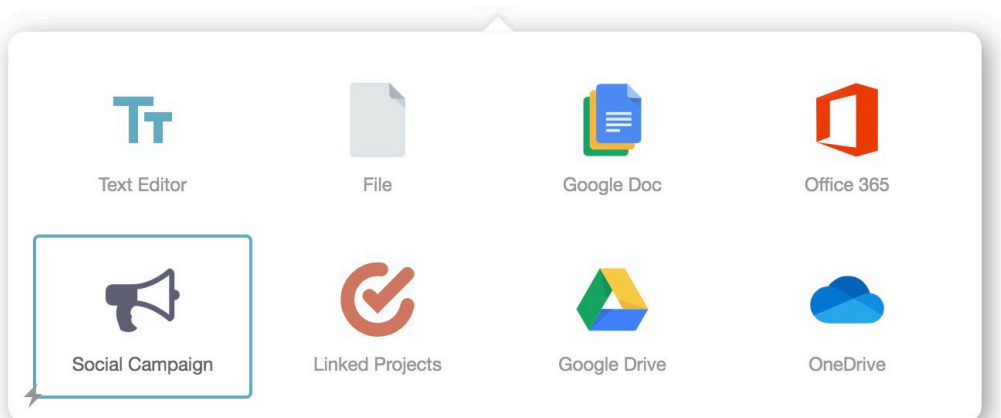 Text Editor
File
Google Doc
Office 365
Social Campaign
Linked Projects
Google Drive
OneDrive